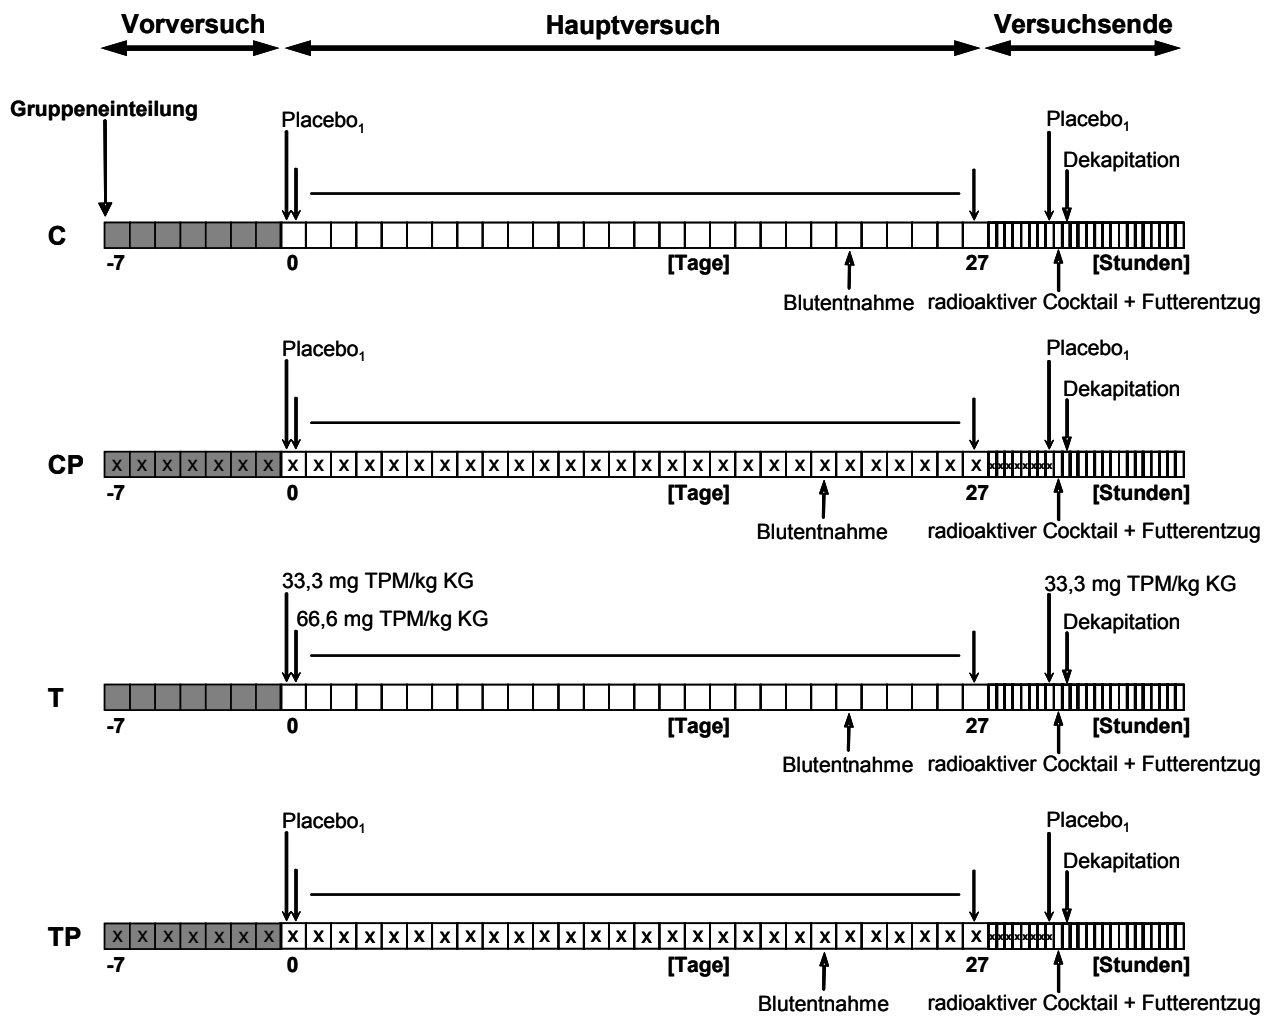 Vorversuch Hauptversuch Versuchsende
Gruppeneinteilung
Placebo1 Placebo1
Dekapitation
C
-7 0 [Tage] 27 [Stunden]
Blutentnahme radioaktiver Cocktail + Futterentzug
Placebo1 Placebo1
Dekapitation
CP x x x x x x x x x x x x x x x x x x x x x x x x x x x x x x x x x x x xxxxxxxx
-7 0 [Tage] 27 [Stunden]
Blutentnahme radioaktiver Cocktail + Futterentzug
33,3 mg TPM/kg KG 33,3 mg TPM/kg KG
66,6 mg TPM/kg KG Dekapitation
T
-7 0 [Tage] 27 [Stunden]
Blutentnahme radioaktiver Cocktail + Futterentzug
Placebo1 Placebo1
Dekapitation
TP x x x x x x x x x x x x x x x x x x x x x x x x x x x x x x x x x x x xxxxxxxx
-7 0 [Tage] 27 [Stunden]
Blutentnahme radioaktiver Cocktail + Futterentzug